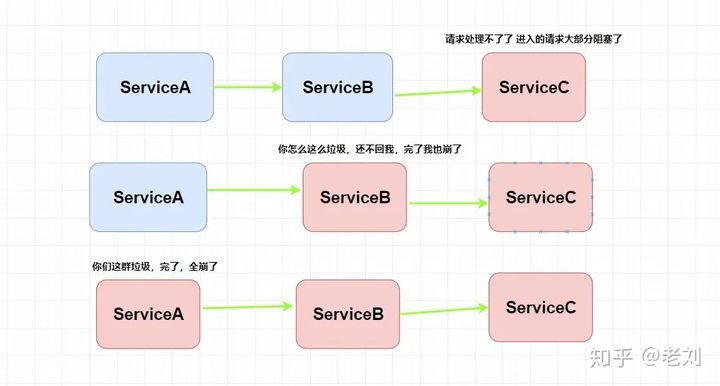 请求处理不了了 进入的请求大部分阻塞了
ServiceA
ServiceB
ServiceC
你怎么这么垃圾，还不回我，完了我也崩了
ServiceA
ServiceB
ServiceC
你们这群垃圾，完了，全崩了
ServiceA
ServiceB
ServiceC
知乎 @老刘